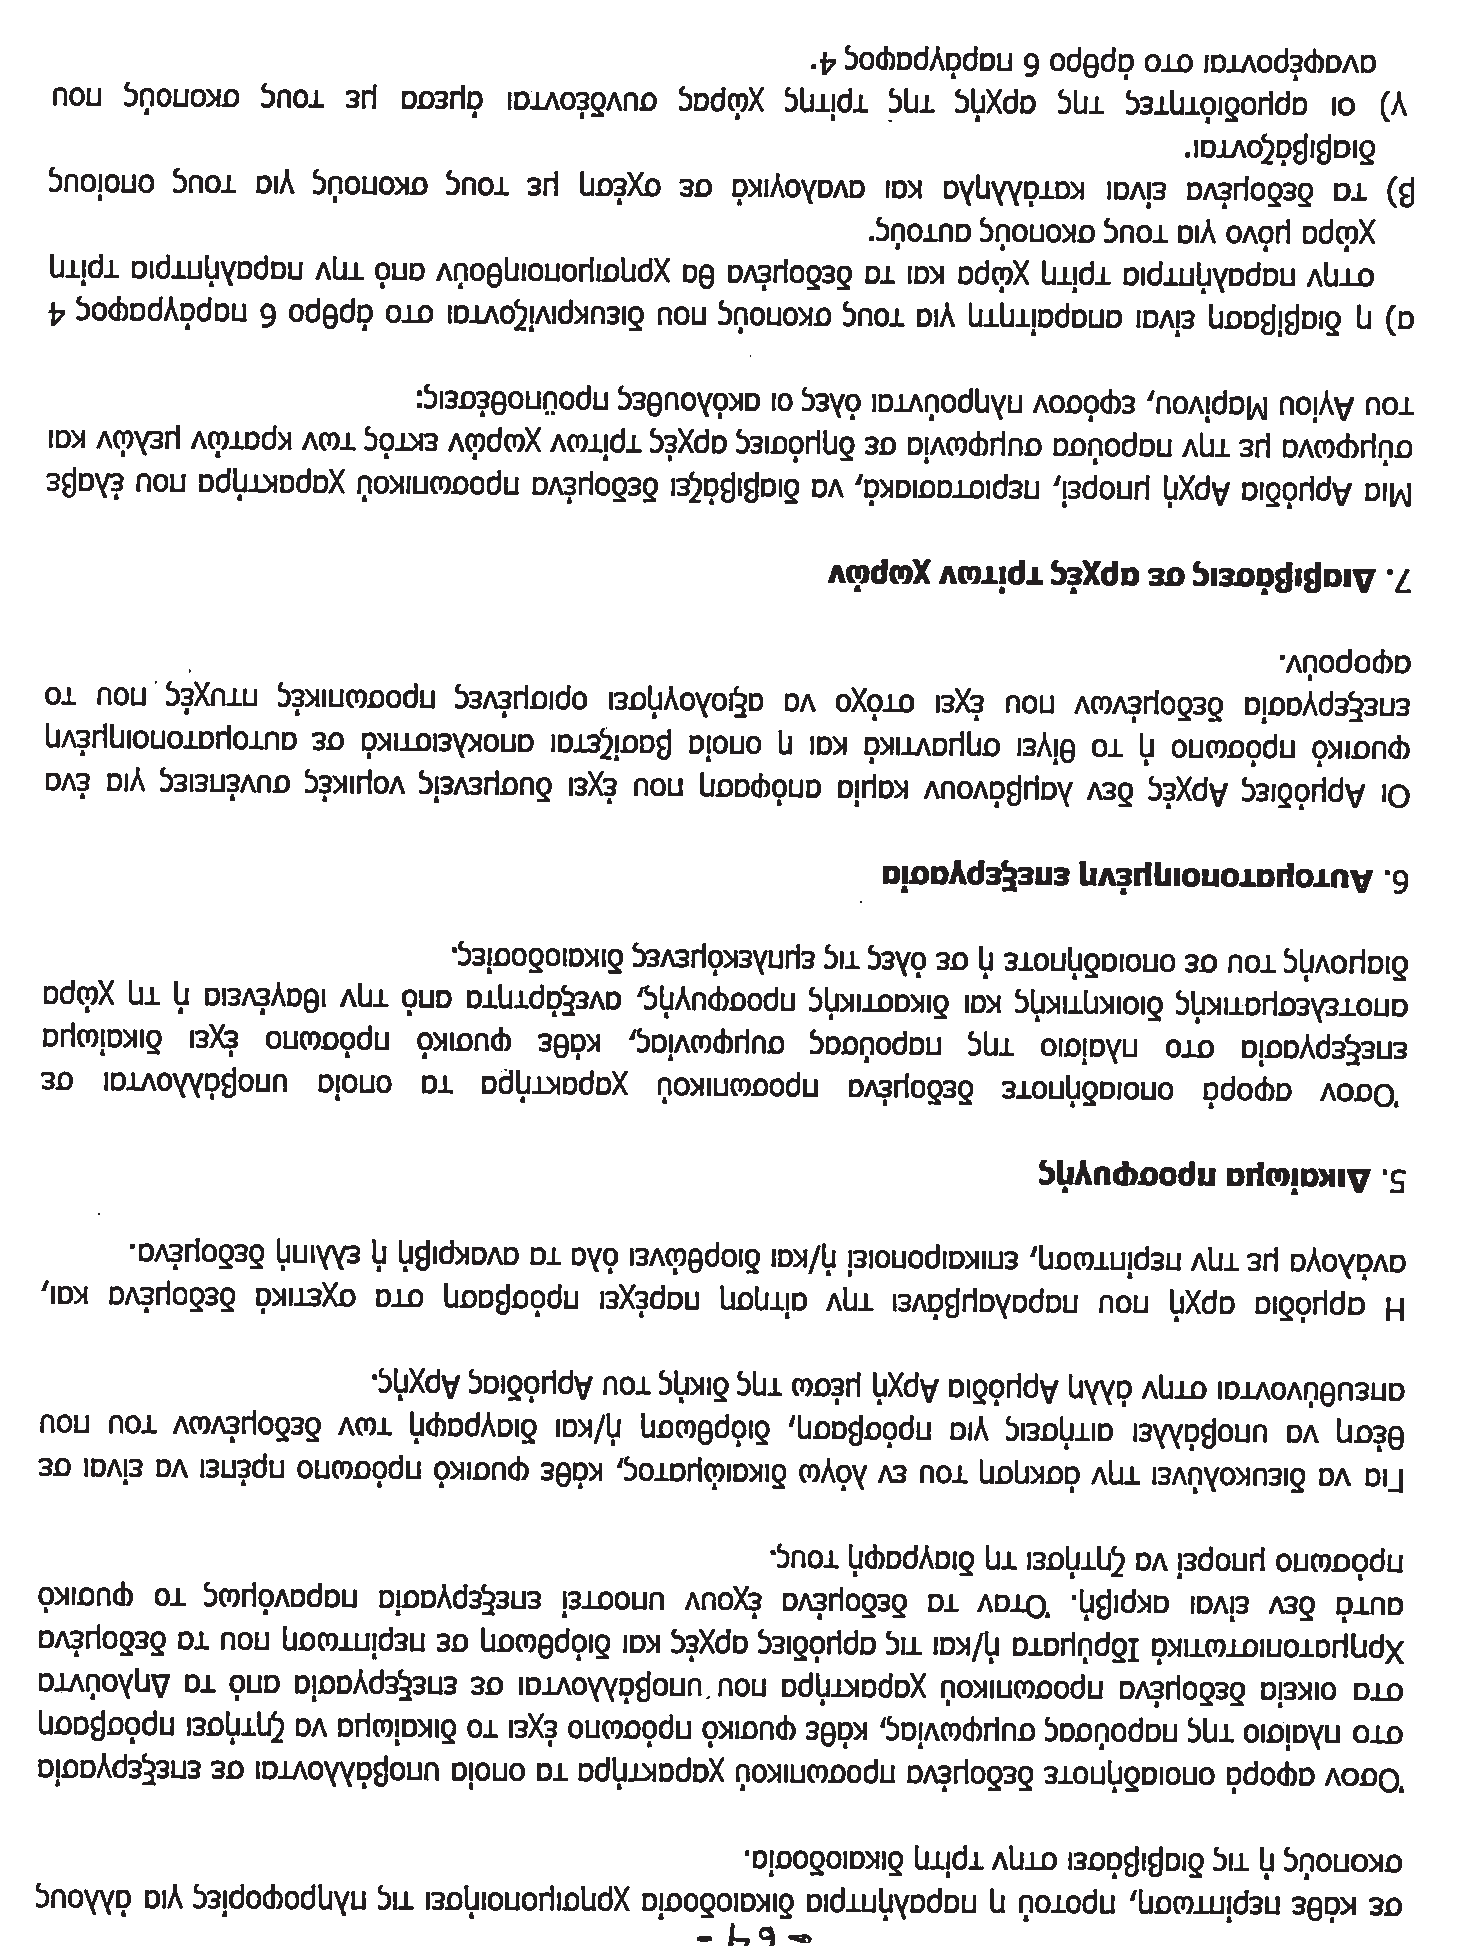 - 64 -
σε κάθε περίπτωση, προτού η παραλήπτρια δικαιοδοσία χρησιμοποιήσει τις πληροφορίες για άλλους
σκοπούς ή τις διαβιβάσει στην τρίτη δικαιοδοσία.
Όσον αφορά οποιαδήποτε δεδομένα προσωπικού χαρακτήρα τα οποία υποβάλλονται σε επεξεργασία
στο πλαίσιο της παρούσας συμφωνίας, κάθε φυσικό πρόσωπο έχει το δικαίωμα να ζητήσει πρόσβαση
στα οικεία δεδομένα προσωπικού χαρακτήρα που υποβάλλονται σε επεξεργασία από τα Δηλούντα
Χρηματοπιστωτικά Ιδρύματα ή/και τις αρμόδιες αρχές και διόρθωση σε περίπτωση που τα δεδομένα
αυτά δεν είναι ακριβή. Όταν τα δεδομένα έχουν υποστεί επεξεργασία παρανόμως το φυσικό
πρόσωπο μπορεί να ζητήσει τη διαγραφή τους.
Για να διευκολύνει την άσκηση του εν λόγω δικαιώματος, κάθε φυσικό πρόσωπο πρέπει να είναι σε
θέση να υποβάλλει αιτήσεις για πρόσβαση, διόρθωση ή/και διαγραφή των δεδομένων του που
απευθύνονται στην άλλη Αρμόδια Αρχή μέσω της δικής του Αρμόδιας Αρχής.
Η αρμόδια αρχή που παραλαμβάνει την αίτηση παρέχει πρόσβαση στα σχετικά δεδομένα και,
ανάλογα με την περίπτωση, επικαιροποιεί ή/και διορθώνει όλα τα ανακριβή ή ελλιπή δεδομένα.
5. Δικαίωμα προσφυγής
Όσον αφορά οποιαδήποτε δεδομένα προσωπικού χαρακτήρα τα οποία υποβάλλονται σε
επεξεργασία στο πλαίσιο της παρούσας συμφωνίας, κάθε φυσικό πρόσωπο έχει δικαίωμα
αποτελεσματικής διοικητικής και δικαστικής προσφυγής, ανεξάρτητα από την ιθαγένεια ή τη χώρα
διαμονής του σε οποιαδήποτε ή σε όλες τις εμπλεκόμενες δικαιοδοσίες.
6. Αυτοματοποιημένη επεξεργασία
Οι Αρμόδιες Αρχές δεν λαμβάνουν καμία απόφαση που έχει δυσμενείς νομικές συνέπειες για ένα
φυσικό πρόσωπο ή το θίγει σημαντικά και η οποία βασίζεται αποκλειστικά σε αυτοματοποιημένη
επεξεργασία δεδομένων που έχει στόχο να αξιολογήσει ορισμένες προσωπικές πτυχές που το
αφορούν.
7. Διαβιβάσεις σε αρχές τρίτων χωρών
Μια Αρμόδια Αρχή μπορεί, περιστασιακά, να διαβιβάζει δεδομένα προσωπικού χαρακτήρα που έλαβε
σύμφωνα με την παρούσα συμφωνία σε δημόσιες αρχές τρίτων χωρών εκτός των κρατών μελών και
του Αγίου Μαρίνου, εφόσον πληρούνται όλες οι ακόλουθες προϋποθέσεις:
α) η διαβίβαση είναι απαραίτητη για τους σκοπούς που διευκρινίζονται στο άρθρο 6 παράγραφος 4
στην παραλήπτρια τρίτη χώρα και τα δεδομένα θα χρησιμοποιηθούν από την παραλήπτρια τρίτη
χώρα μόνο για τους σκοπούς αυτούς.
β) τα δεδομένα είναι κατάλληλα και αναλογικά σε σχέση με τους σκοπούς για τους οποίους
διαβιβάζονται.
γ) οι αρμοδιότητες της αρχής της τρίτης χώρας συνδέονται άμεσα με τους σκοπούς που
αναφέρονται στο άρθρο 6 παράγραφος 4.